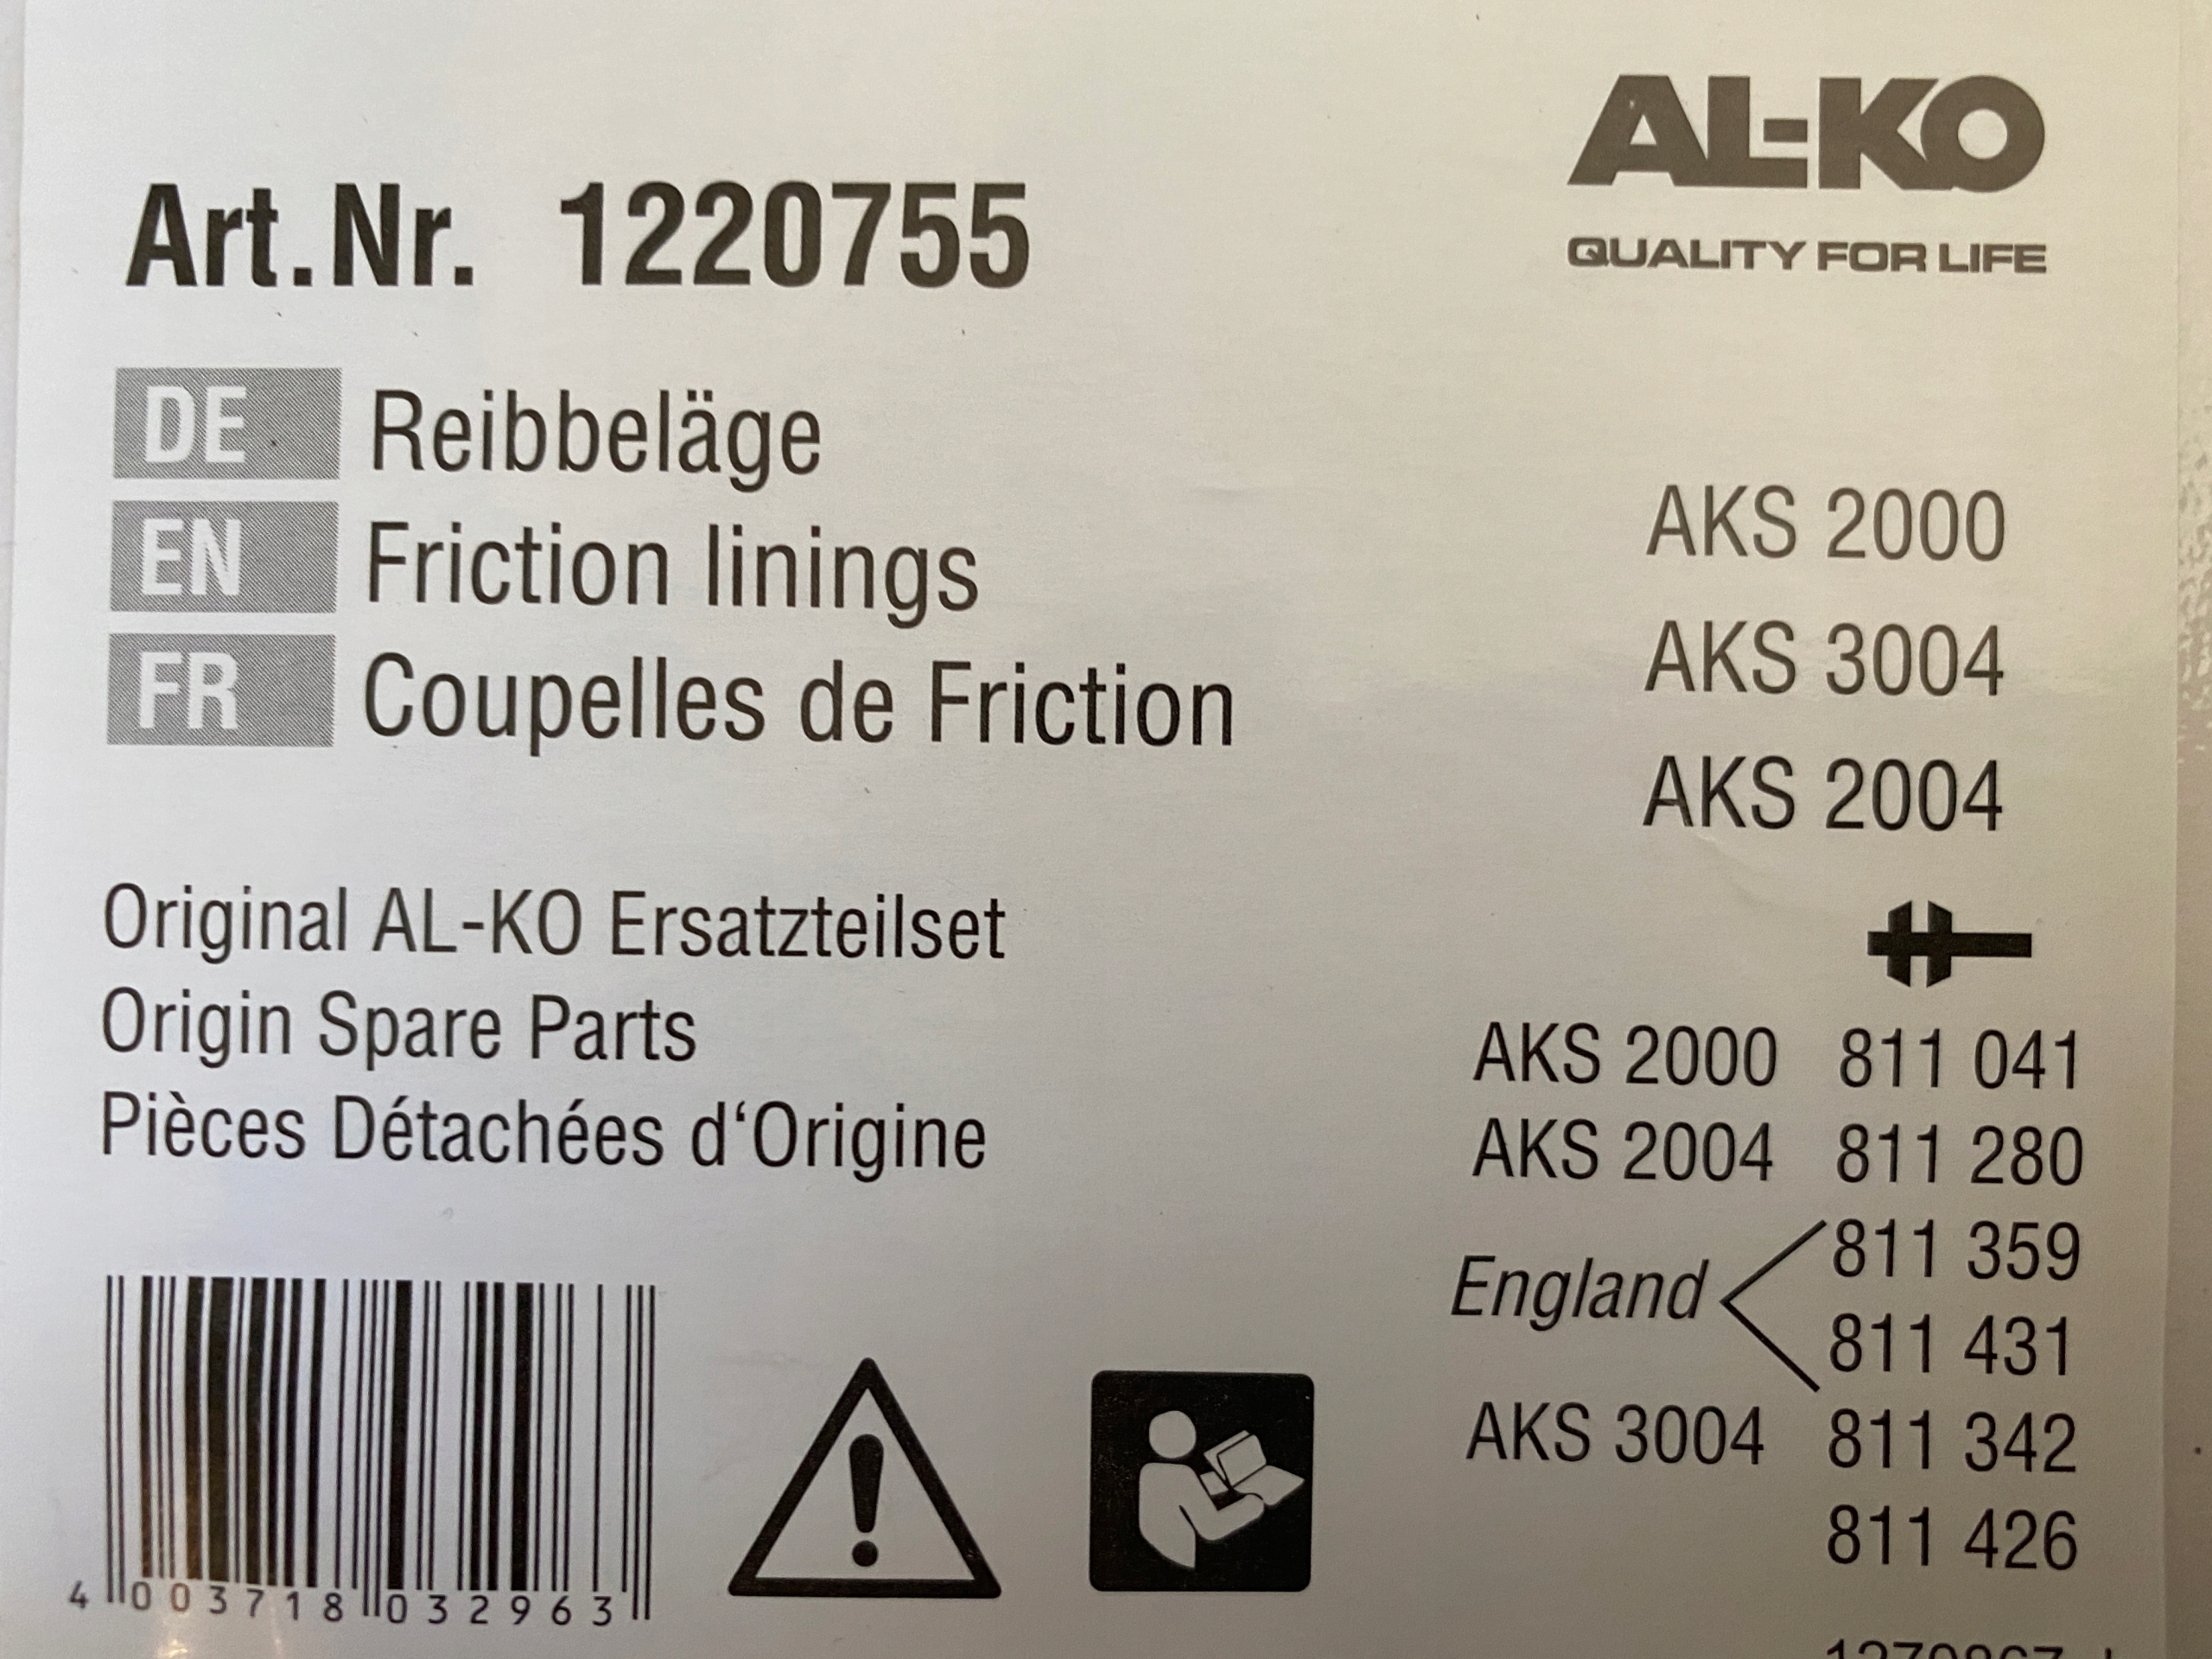 AL-KO
QUALITY FOR LIFE
Art.Nr. 1220755
DE Reibbeläge
EN Friction linings
FR Coupelles de Friction
AKS 2000
AKS 3004
AKS 2004
Original AL-KO Ersatzteilset
Origin Spare Parts
Pièces Détachées d‘Origine
AKS 2000 811 041
AKS 2004 811 280
England 811 359
811 431
AKS 3004 811 342
811 426
4 003718 032963